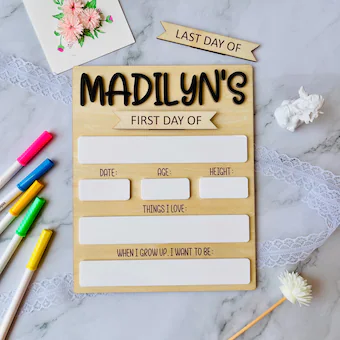 LAST DAY OF
MADILYN'S
FIRST DAY OF
DATE: AGE: HEIGHT:
THINGS I LOVE:
WHEN I GROW UP, I WANT TO BE: